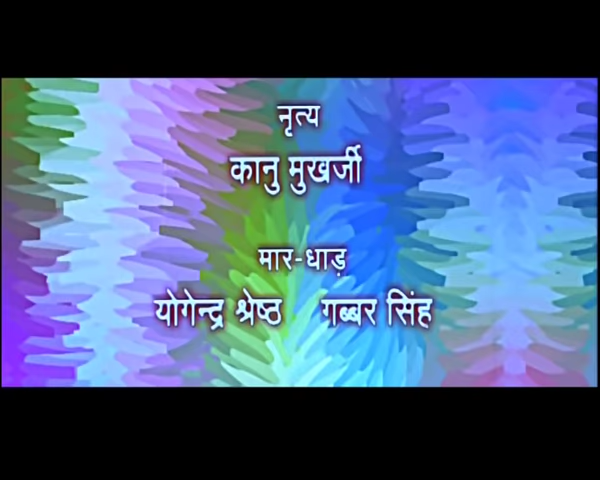 नृत्य
कानु मुखर्जी
मार-धाड़
योगेन्द्र श्रेष्ठ गब्बर सिंह